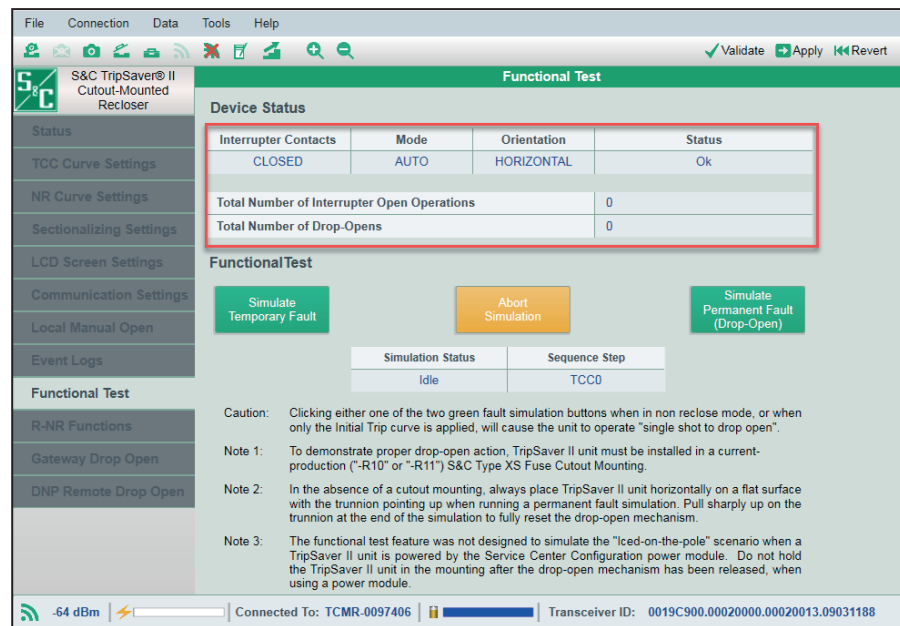 File Connection Data Tools Help
Validate Apply Revert
S&C
S&C TripSaver® II
Cutout-Mounted
Recloser
Functional Test
Status
TCC Curve Settings
NR Curve Settings
Sectionalizing Settings
LCD Screen Settings
Communication Settings
Local Manual Open
Event Logs
Functional Test
R-NR Functions
Gateway Drop Open
DNP Remote Drop Open
Device Status
Interrupter Contacts Mode Orientation Status
CLOSED AUTO HORIZONTAL Ok
Total Number of Interrupter Open Operations 0
Total Number of Drop-Opens 0
FunctionalTest
Simulate
Temporary Fault
Abort
Simulation
Simulate
Permanent Fault
(Drop-Open)
Simulation Status Sequence Step
Idle TCC0
Caution: Clicking either one of the two green fault simulation buttons when in non reclose mode, or when
only the Initial Trip curve is applied, will cause the unit to operate "single shot to drop open".
Note 1: To demonstrate proper drop-open action, TripSaver II unit must be installed in a current-
production ("-R10" or "-R11") S&C Type XS Fuse Cutout Mounting.
Note 2: In the absence of a cutout mounting, always place TripSaver II unit horizontally on a flat surface
with the trunnion pointing up when running a permanent fault simulation. Pull sharply up on the
trunnion at the end of the simulation to fully reset the drop-open mechanism.
Note 3: The functional test feature was not designed to simulate the "Iced-on-the-pole" scenario when a
TripSaver II unit is powered by the Service Center Configuration power module. Do not hold
the TripSaver II unit in the mounting after the drop-open mechanism has been released, when
using a power module.
-64 dBm Connected To: TCMR-0097406 Transceiver ID: 0019C900.00020000.00020013.09031188